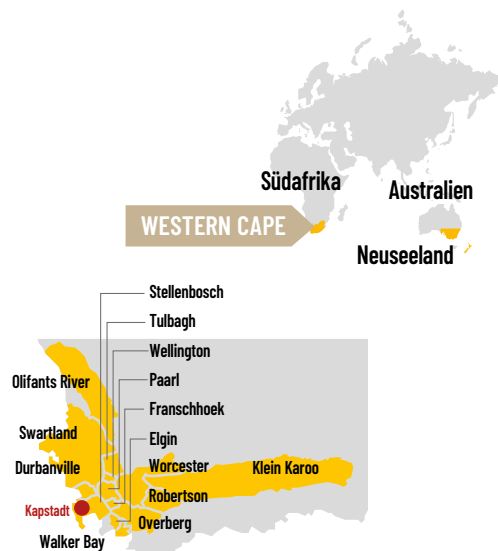 Südafrika
Australien
WESTERN CAPE
Neuseeland
Stellenbosch
Tulbagh
Wellington
Paarl
Olifants River
Franschhoek
Swartland
Elgin
Durbanville
Worcester
Klein Karoo
Robertson
Kapstadt
Overberg
Walker Bay